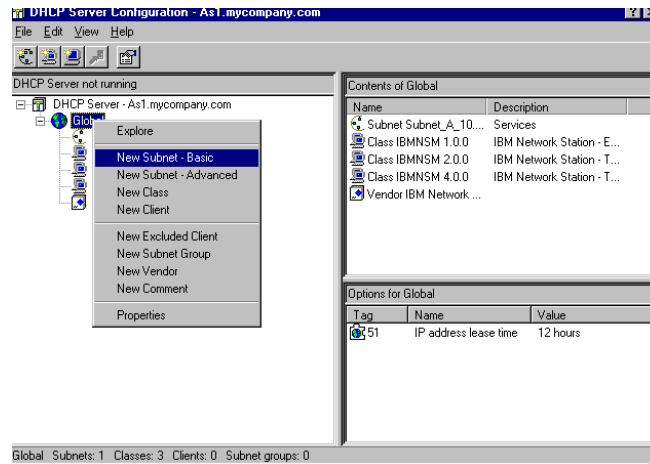 DHCP Server Configuration - As1.mycompany.com
File Edit View Help
DHCP Server not running
DHCP Server - As1.mycompany.com
Global
Explore
New Subnet - Basic
New Subnet - Advanced
New Class
New Client
New Excluded Client
New Subnet Group
New Vendor
New Comment
Properties
Contents of Global
Name Description
Subnet Subnet_A_10.... Services
Class IBMNSM 1.0.0 IBM Network Station - E...
Class IBMNSM 2.0.0 IBM Network Station - T...
Class IBMNSM 4.0.0 IBM Network Station - T...
Vendor IBM Network ...
Options for Global
Tag Name Value
51 IP address lease time 12 hours
Global Subnets: 1 Classes: 3 Clients: 0 Subnet groups: 0